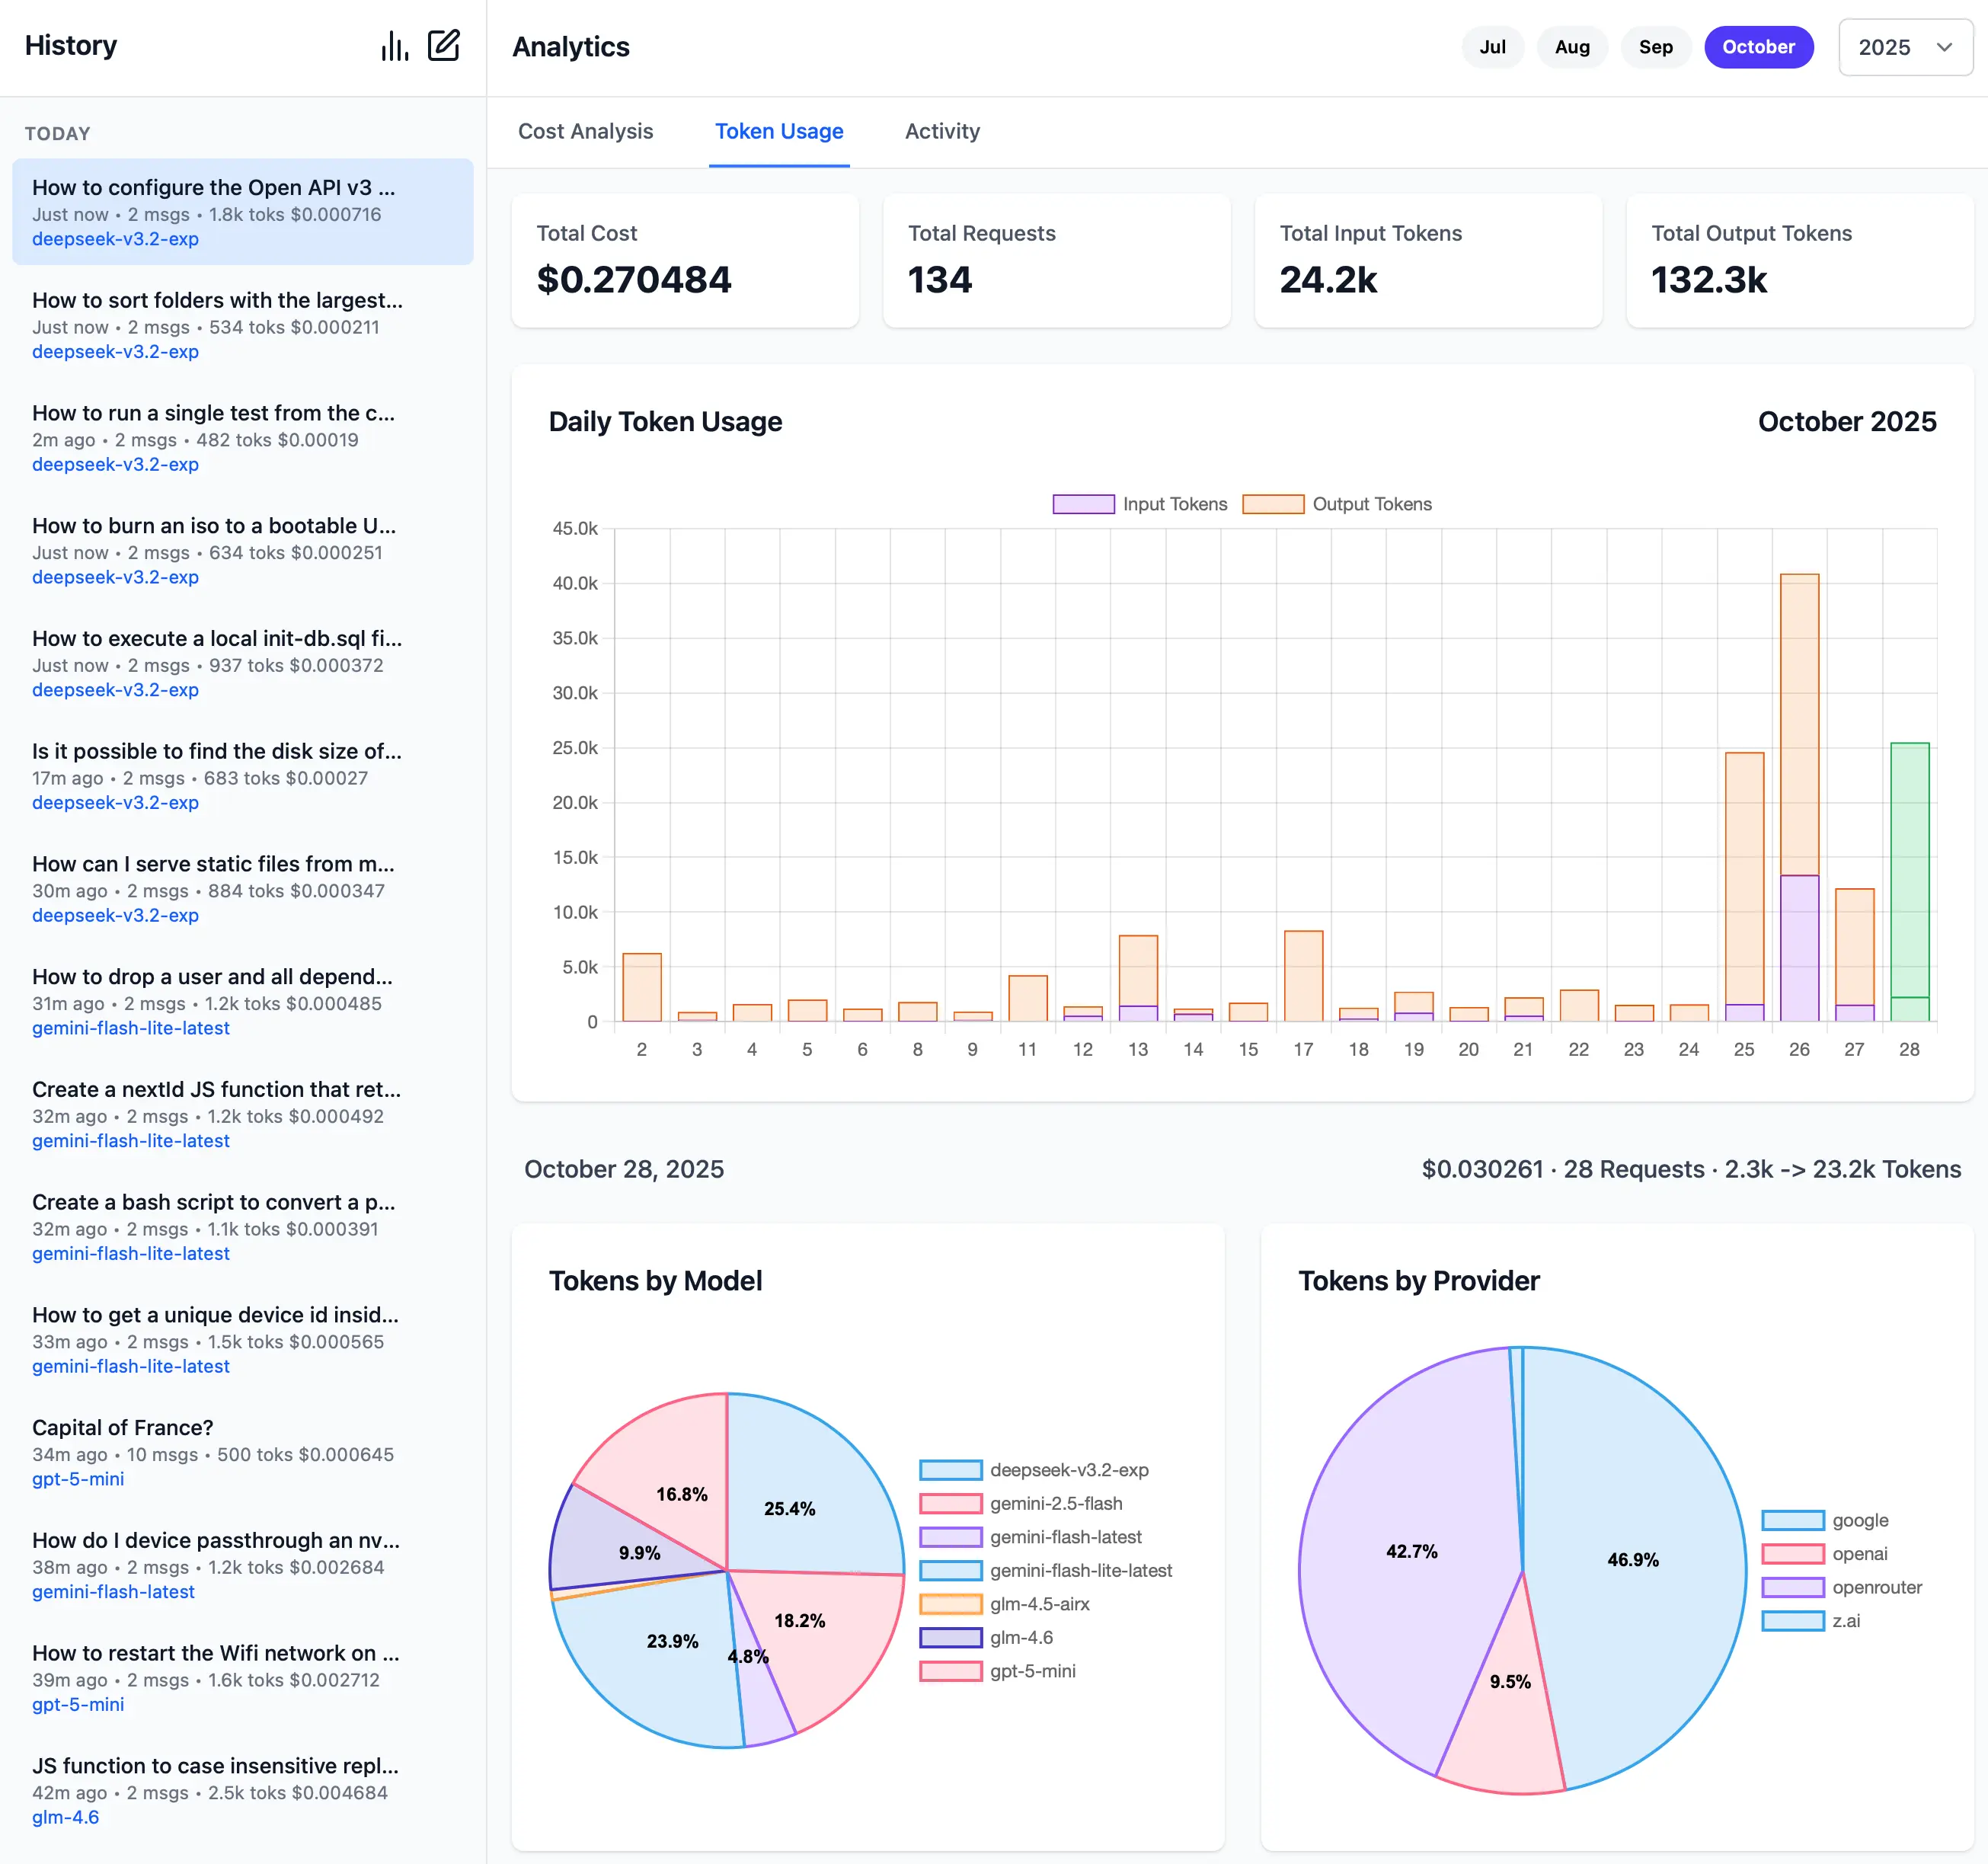 History
TODAY
How to configure the Open API v3 ...
Just now • 2 msgs • 1.8k toks $0.000716
deepseek-v3.2-exp
How to sort folders with the largest...
Just now • 2 msgs • 534 toks $0.000211
deepseek-v3.2-exp
How to run a single test from the c...
2m ago • 2 msgs • 482 toks $0.00019
deepseek-v3.2-exp
How to burn an iso to a bootable U...
Just now • 2 msgs • 634 toks $0.000251
deepseek-v3.2-exp
How to execute a local init-db.sql fi...
Just now • 2 msgs • 937 toks $0.000372
deepseek-v3.2-exp
Is it possible to find the disk size of...
17m ago • 2 msgs • 683 toks $0.00027
deepseek-v3.2-exp
How can I serve static files from m...
30m ago • 2 msgs • 884 toks $0.000347
deepseek-v3.2-exp
How to drop a user and all depend...
31m ago • 2 msgs • 1.2k toks $0.000485
gemini-flash-lite-latest
Create a nextId JS function that ret...
32m ago • 2 msgs • 1.2k toks $0.000492
gemini-flash-lite-latest
Create a bash script to convert a p...
32m ago • 2 msgs • 1.1k toks $0.000391
gemini-flash-lite-latest
How to get a unique device id insid...
33m ago • 2 msgs • 1.5k toks $0.000565
gemini-flash-lite-latest
Capital of France?
34m ago • 10 msgs • 500 toks $0.000645
gpt-5-mini
How do I device passthrough an nv...
38m ago • 2 msgs • 1.2k toks $0.002684
gemini-flash-latest
How to restart the Wifi network on ...
39m ago • 2 msgs • 1.6k toks $0.002712
gpt-5-mini
JS function to case insensitive repl...
42m ago • 2 msgs • 2.5k toks $0.004684
glm-4.6
Analytics
Jul Aug Sep October 2025
Cost Analysis Token Usage Activity
Total Cost
$0.270484
Total Requests
134
Total Input Tokens
24.2k
Total Output Tokens
132.3k
Daily Token Usage October 2025
Input Tokens Output Tokens
45.0k
40.0k
35.0k
30.0k
25.0k
20.0k
15.0k
10.0k
5.0k
0
2 3 4 5 6 8 9 11 12 13 14 15 17 18 19 20 21 22 23 24 25 26 27 28
October 28, 2025 $0.030261 · 28 Requests · 2.3k -> 23.2k Tokens
Tokens by Model
16.8%
25.4%
9.9%
18.2%
23.9%
4.8%
deepseek-v3.2-exp
gemini-2.5-flash
gemini-flash-latest
gemini-flash-lite-latest
glm-4.5-airx
glm-4.6
gpt-5-mini
Tokens by Provider
42.7%
46.9%
9.5%
google
openai
openrouter
z.ai